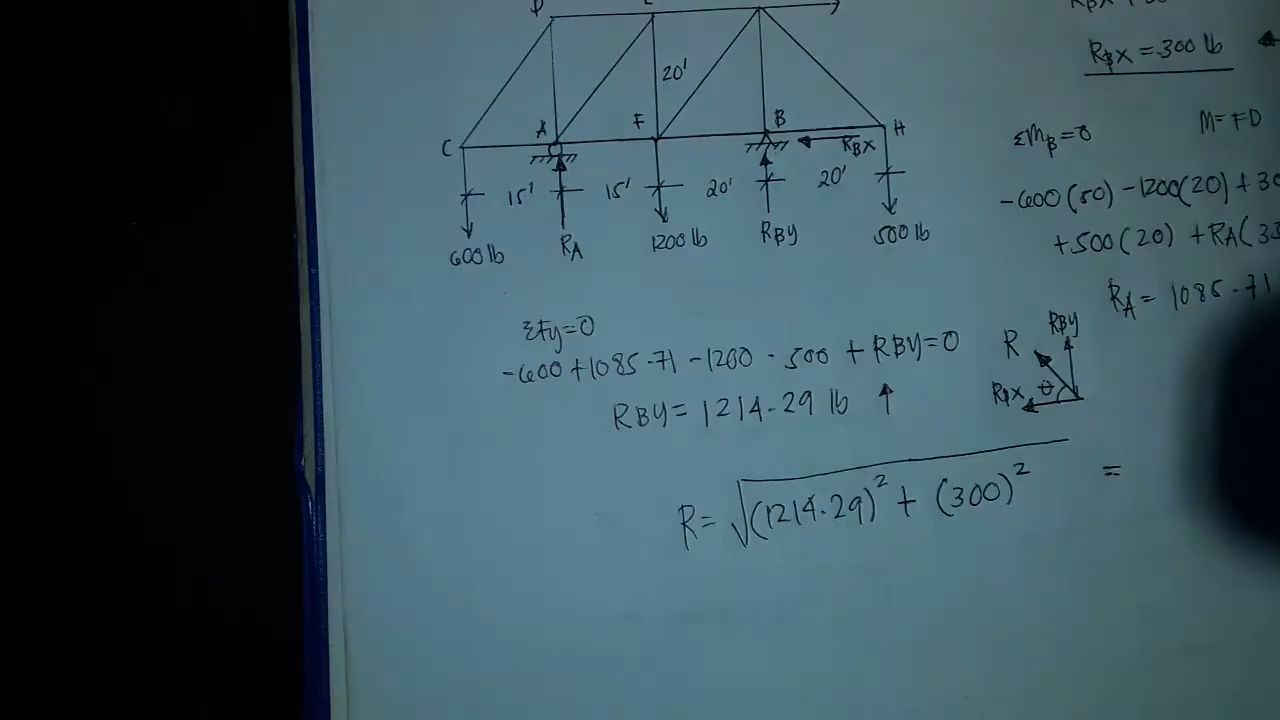 RBX = 300 lb
20'
C A F B H
RBX
ΣMB=0
M= FD
15' 15' 20' 20'
-600(50) -1200(20) + 30
600 lb RA 1200 lb RBY 500 lb
+500(20) +RA(35
RA = 1085.71
ΣFy=0
-600+1085.71 -1200 - 500 + RBY=0
R RBY
RBX θ
RBY= 1214.29 lb ↑
R= √(1214.29)² + (300)² =